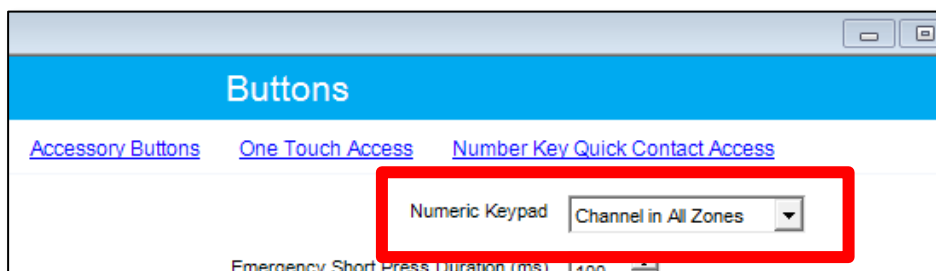 Buttons
Accessory Buttons One Touch Access Number Key Quick Contact Access
Numeric Keypad Channel in All Zones
Emergency Short Press Duration (ms) 100